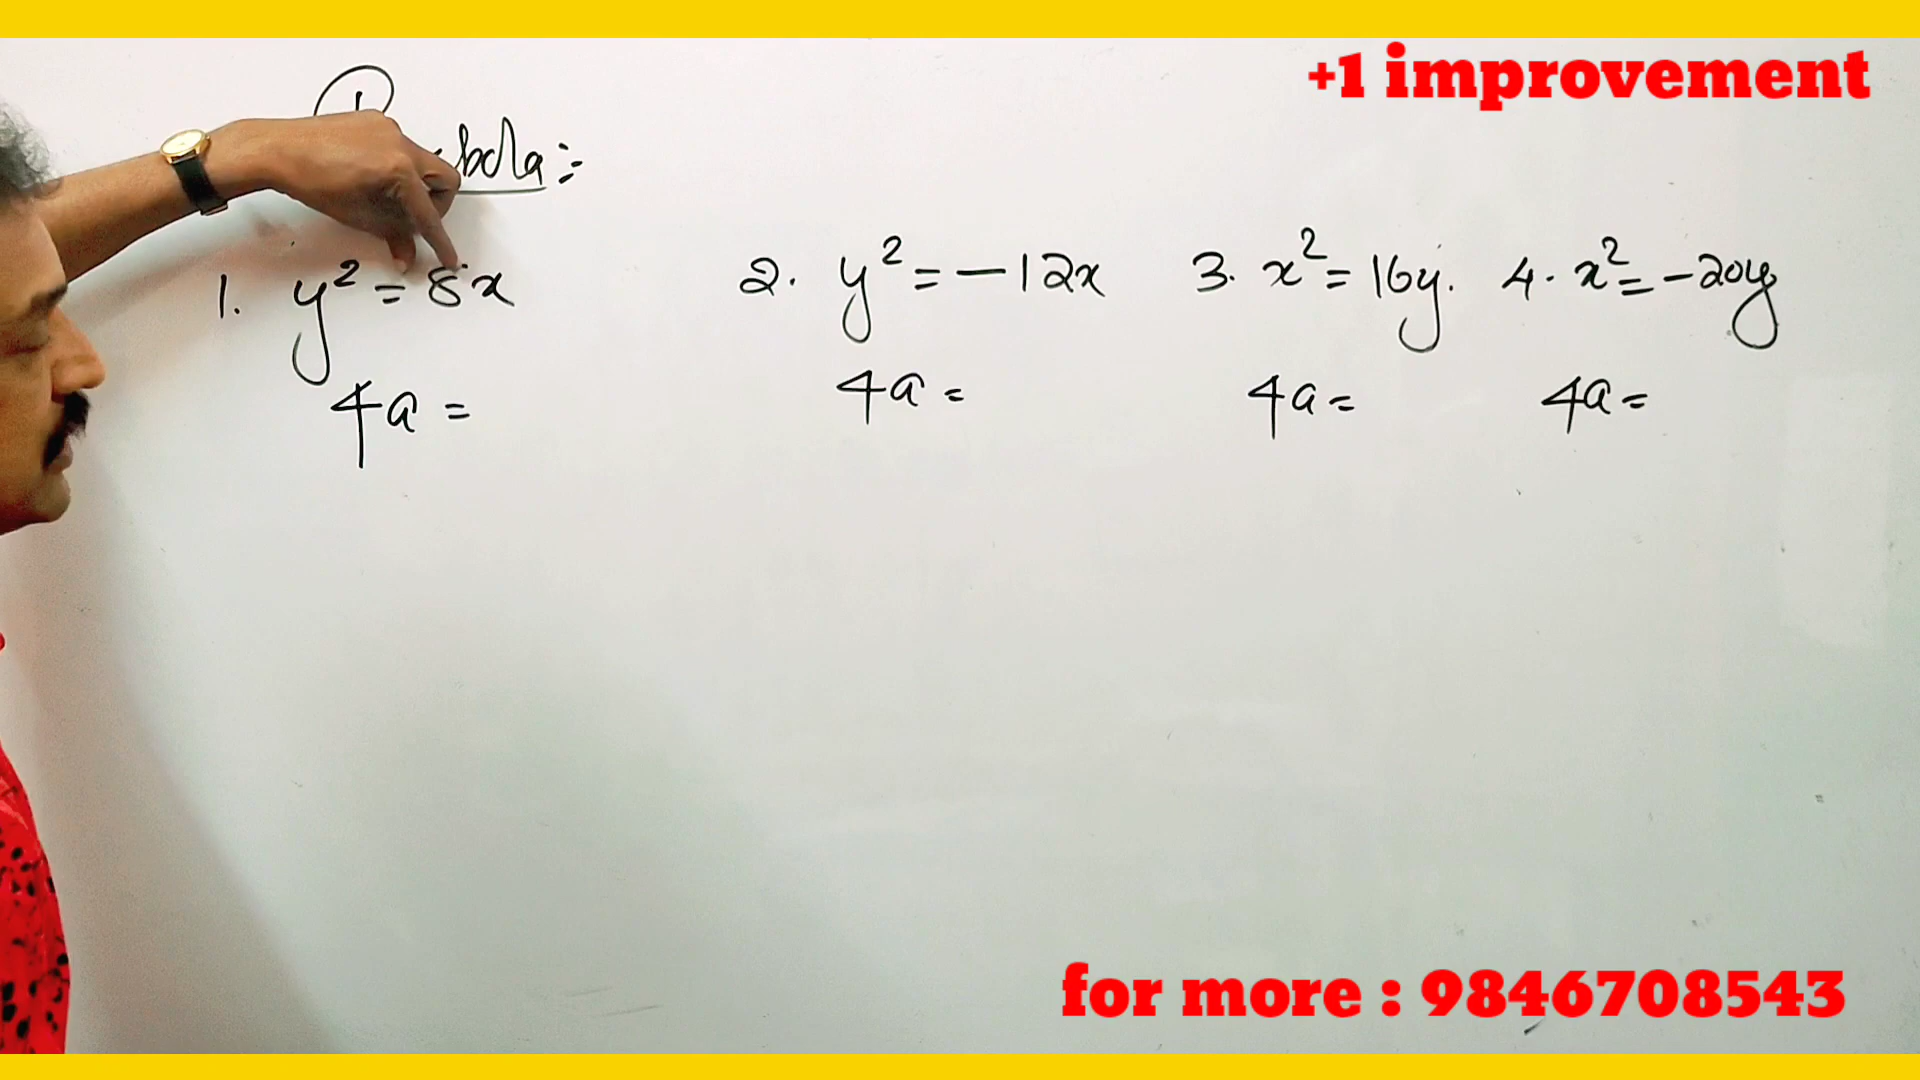 +1 improvement
1
bola :-
1. y² = 8x
2. y² = -12x
3. x² = 16y.
4. x² = -20y
4a =
4a =
4a =
4a =
for more : 9846708543